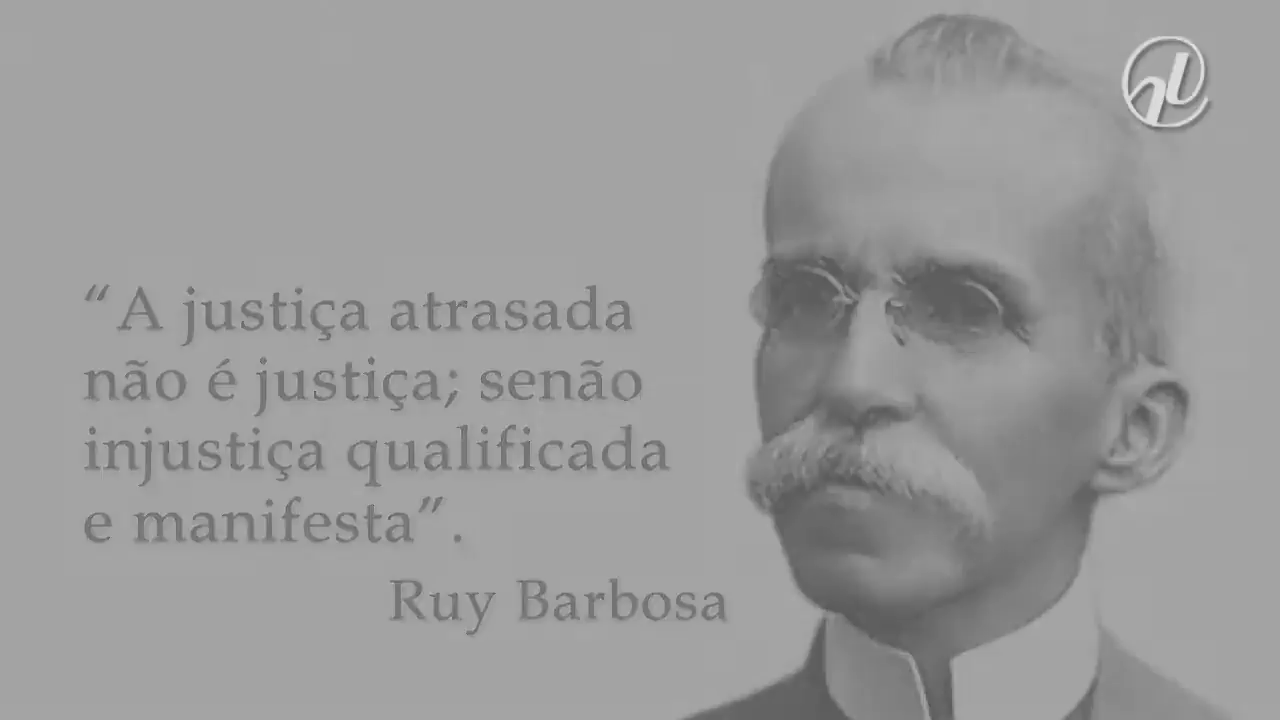 “A justiça atrasada
não é justiça; senão
injustiça qualificada
e manifesta”.
Ruy Barbosa